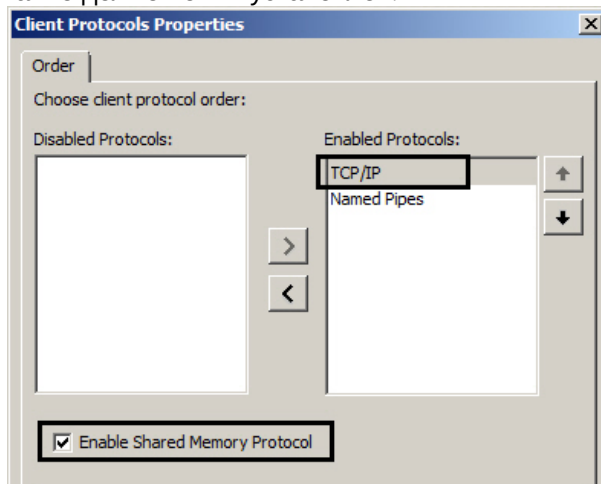 Client Protocols Properties
Order
Choose client protocol order:
Disabled Protocols:
Enabled Protocols:
TCP/IP
Named Pipes
Enable Shared Memory Protocol